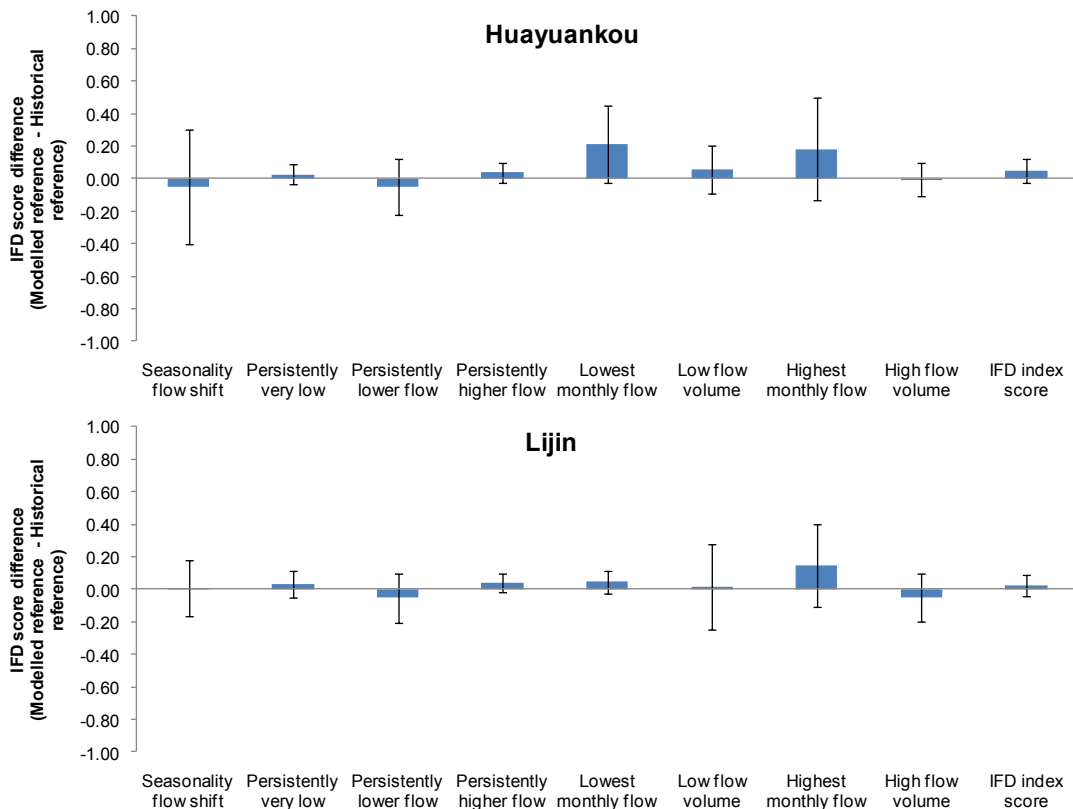 Huayuankou
IFD score difference
(Modelled reference - Historical
reference)
1.00
0.80
0.60
0.40
0.20
0.00
-0.20
-0.40
-0.60
-0.80
-1.00
Seasonality
flow shift
Persistently
very low
Persistently
lower flow
Persistently
higher flow
Lowest
monthly flow
Low flow
volume
Highest
monthly flow
High flow
volume
IFD index
score
Lijin
IFD score difference
(Modelled reference - Historical
reference)
1.00
0.80
0.60
0.40
0.20
0.00
-0.20
-0.40
-0.60
-0.80
-1.00
Seasonality
flow shift
Persistently
very low
Persistently
lower flow
Persistently
higher flow
Lowest
monthly flow
Low flow
volume
Highest
monthly flow
High flow
volume
IFD index
score